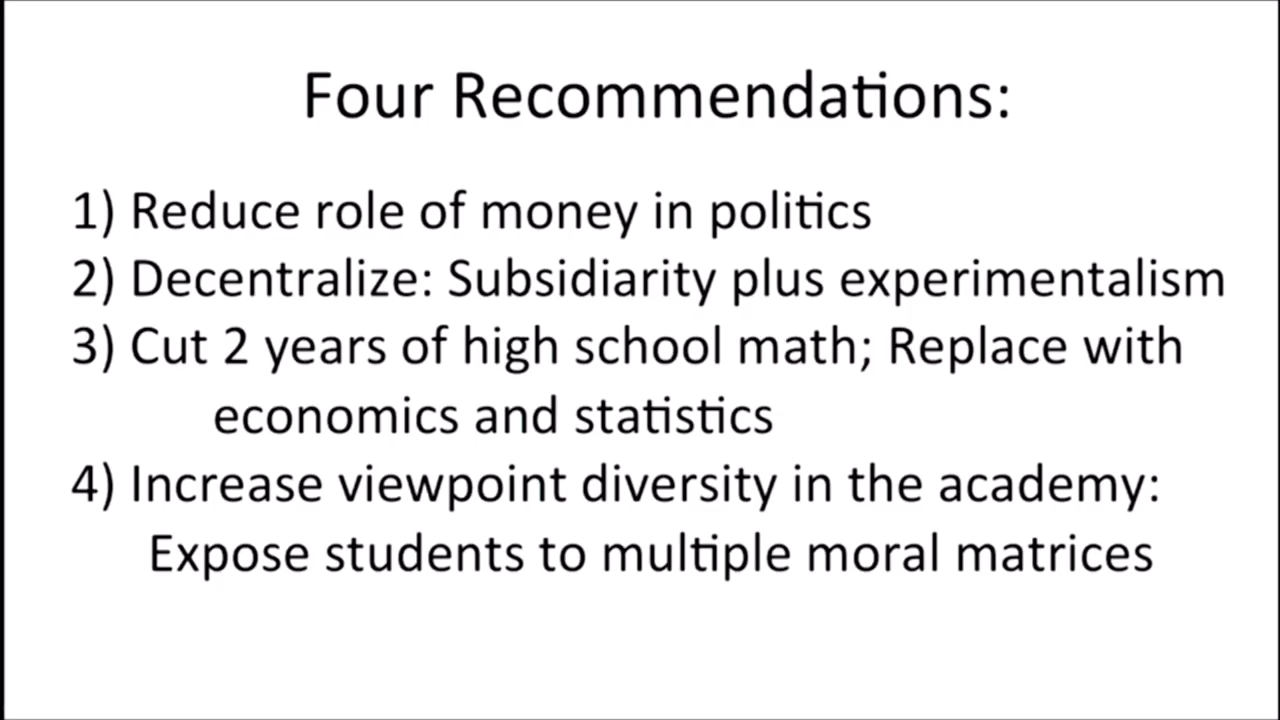 Four Recommendations:
1) Reduce role of money in politics
2) Decentralize: Subsidiarity plus experimentalism
3) Cut 2 years of high school math; Replace with
economics and statistics
4) Increase viewpoint diversity in the academy:
Expose students to multiple moral matrices